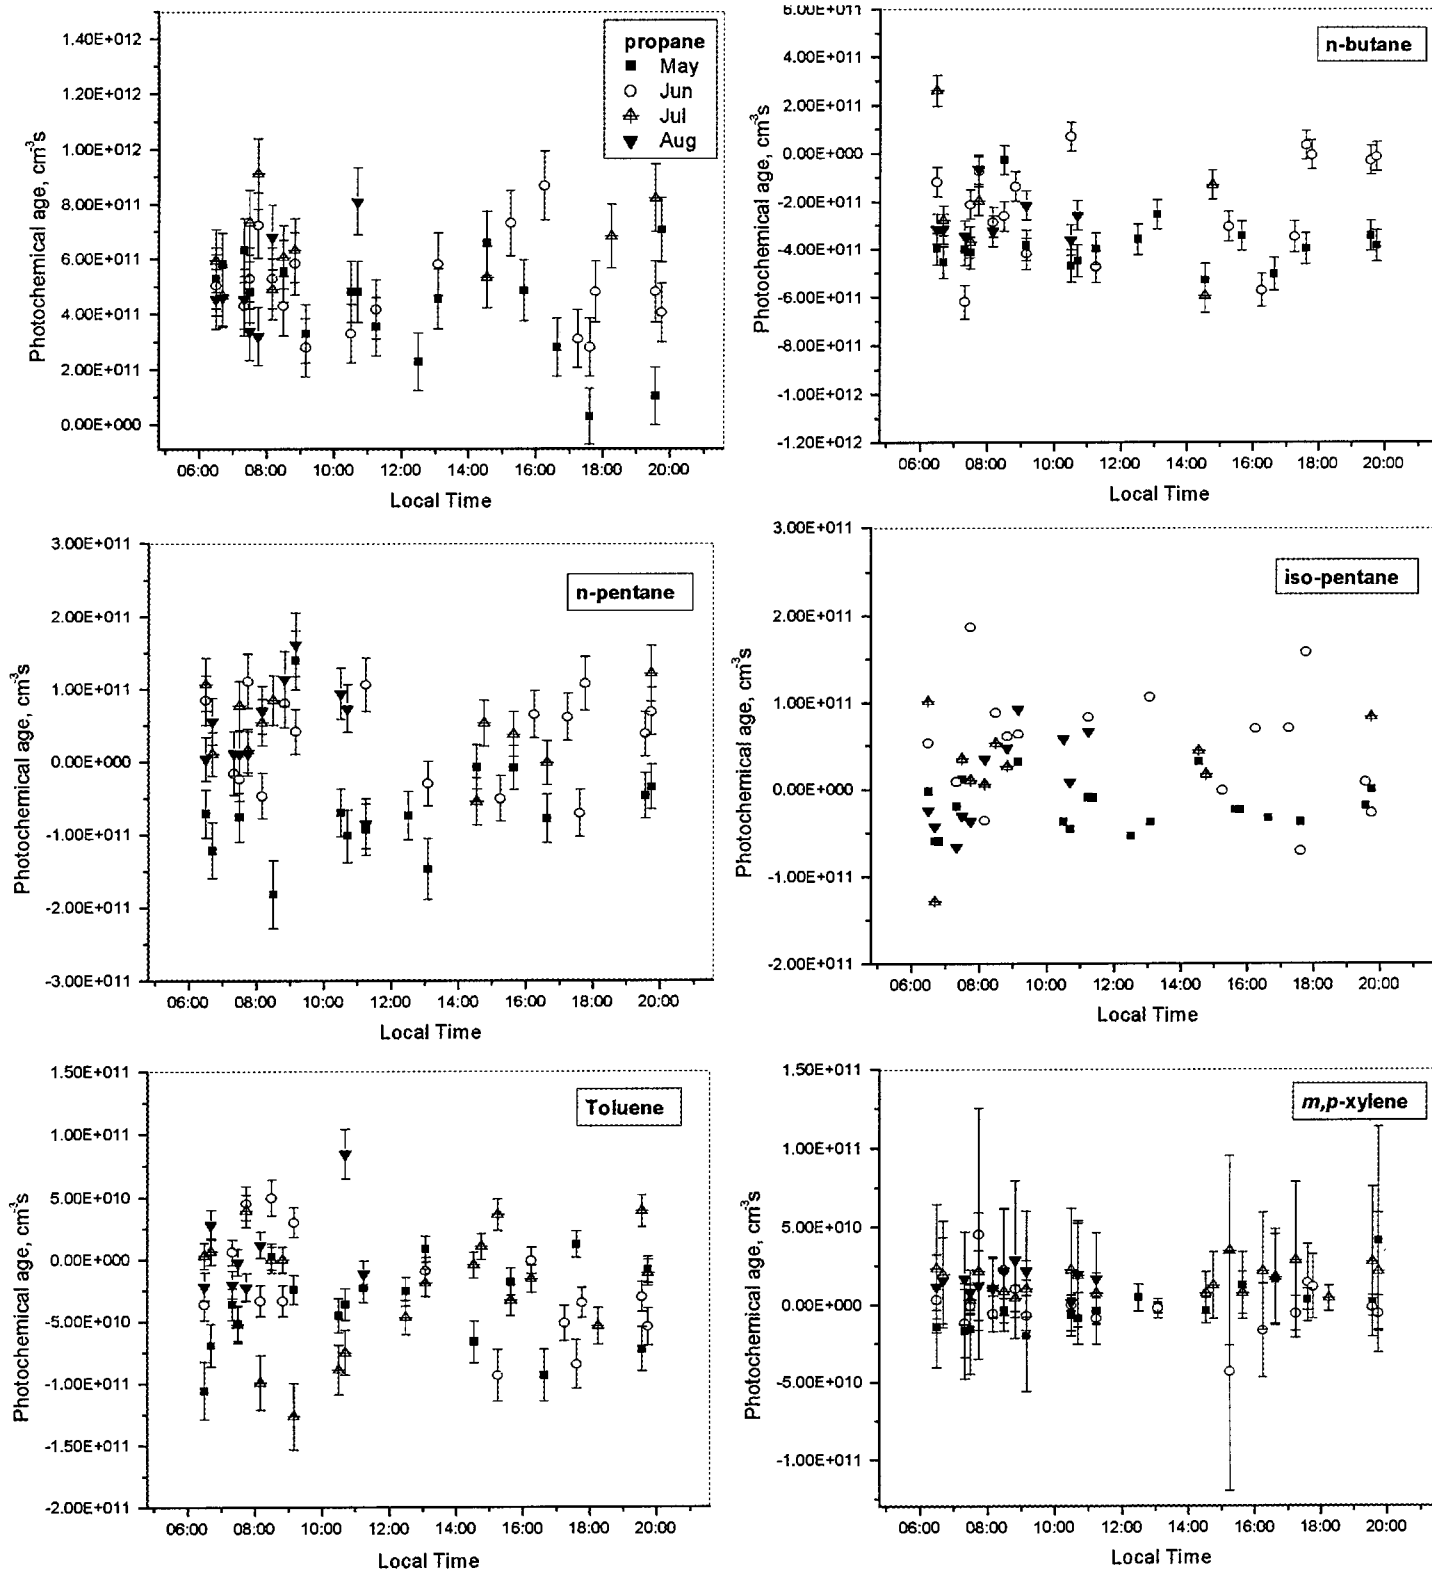 propane
May
Jun
Jul
Aug
1.40E+012
1.20E+012
1.00E+012
8.00E+011
6.00E+011
4.00E+011
2.00E+011
0.00E+000
Photochemical age, cm⁻³s
06:00 08:00 10:00 12:00 14:00 16:00 18:00 20:00
Local Time
n-butane
6.00E+011
4.00E+011
2.00E+011
0.00E+000
-2.00E+011
-4.00E+011
-6.00E+011
-8.00E+011
-1.00E+012
-1.20E+012
Photochemical age, cm⁻³s
06:00 08:00 10:00 12:00 14:00 16:00 18:00 20:00
Local Time
n-pentane
3.00E+011
2.00E+011
1.00E+011
0.00E+000
-1.00E+011
-2.00E+011
-3.00E+011
Photochemical age, cm⁻³s
06:00 08:00 10:00 12:00 14:00 16:00 18:00 20:00
Local Time
iso-pentane
3.00E+011
2.00E+011
1.00E+011
0.00E+000
-1.00E+011
-2.00E+011
Photochemical age, cm⁻³s
06:00 08:00 10:00 12:00 14:00 16:00 18:00 20:00
Local Time
Toluene
1.50E+011
1.00E+011
5.00E+010
0.00E+000
-5.00E+010
-1.00E+011
-1.50E+011
-2.00E+011
Photochemical age, cm⁻³s
06:00 08:00 10:00 12:00 14:00 16:00 18:00 20:00
Local Time
m,p-xylene
1.50E+011
1.00E+011
5.00E+010
0.00E+000
-5.00E+010
-1.00E+011
Photochemical age, cm⁻³s
06:00 08:00 10:00 12:00 14:00 16:00 18:00 20:00
Local Time